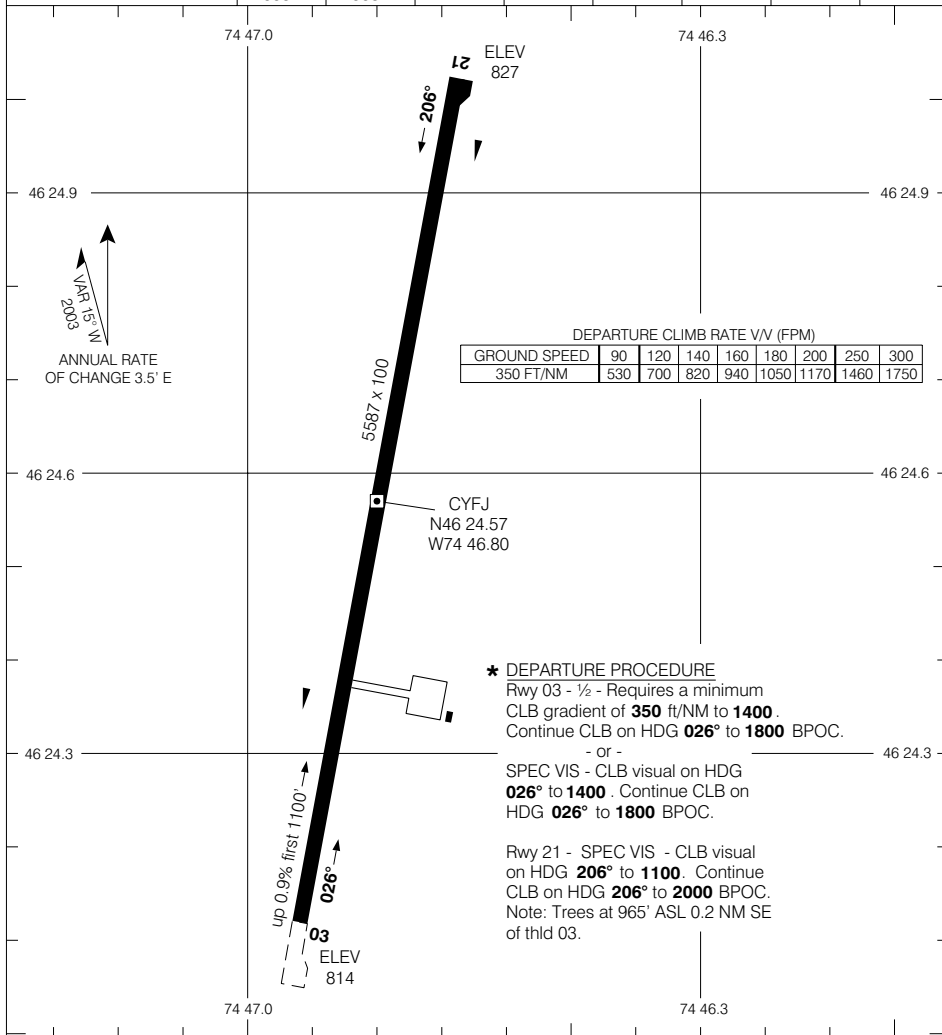 74 47.0
74 46.3
21
ELEV
827
206°
46 24.9
46 24.9
VAR 15° W
2003
ANNUAL RATE
OF CHANGE 3.5' E
DEPARTURE CLIMB RATE V/V (FPM)
GROUND SPEED 90 120 140 160 180 200 250 300
350 FT/NM 530 700 820 940 1050 1170 1460 1750
5587 x 100
46 24.6
46 24.6
CYFJ
N46 24.57
W74 46.80
* DEPARTURE PROCEDURE
Rwy 03 - ½ - Requires a minimum
CLB gradient of 350 ft/NM to 1400 .
Continue CLB on HDG 026° to 1800 BPOC.
- or -
SPEC VIS - CLB visual on HDG
026° to 1400 . Continue CLB on
HDG 026° to 1800 BPOC.
46 24.3
46 24.3
Rwy 21 - SPEC VIS - CLB visual
on HDG 206° to 1100. Continue
CLB on HDG 206° to 2000 BPOC.
Note: Trees at 965' ASL 0.2 NM SE
of thld 03.
up 0.9% first 1100'
026°
03
ELEV
814
74 47.0
74 46.3